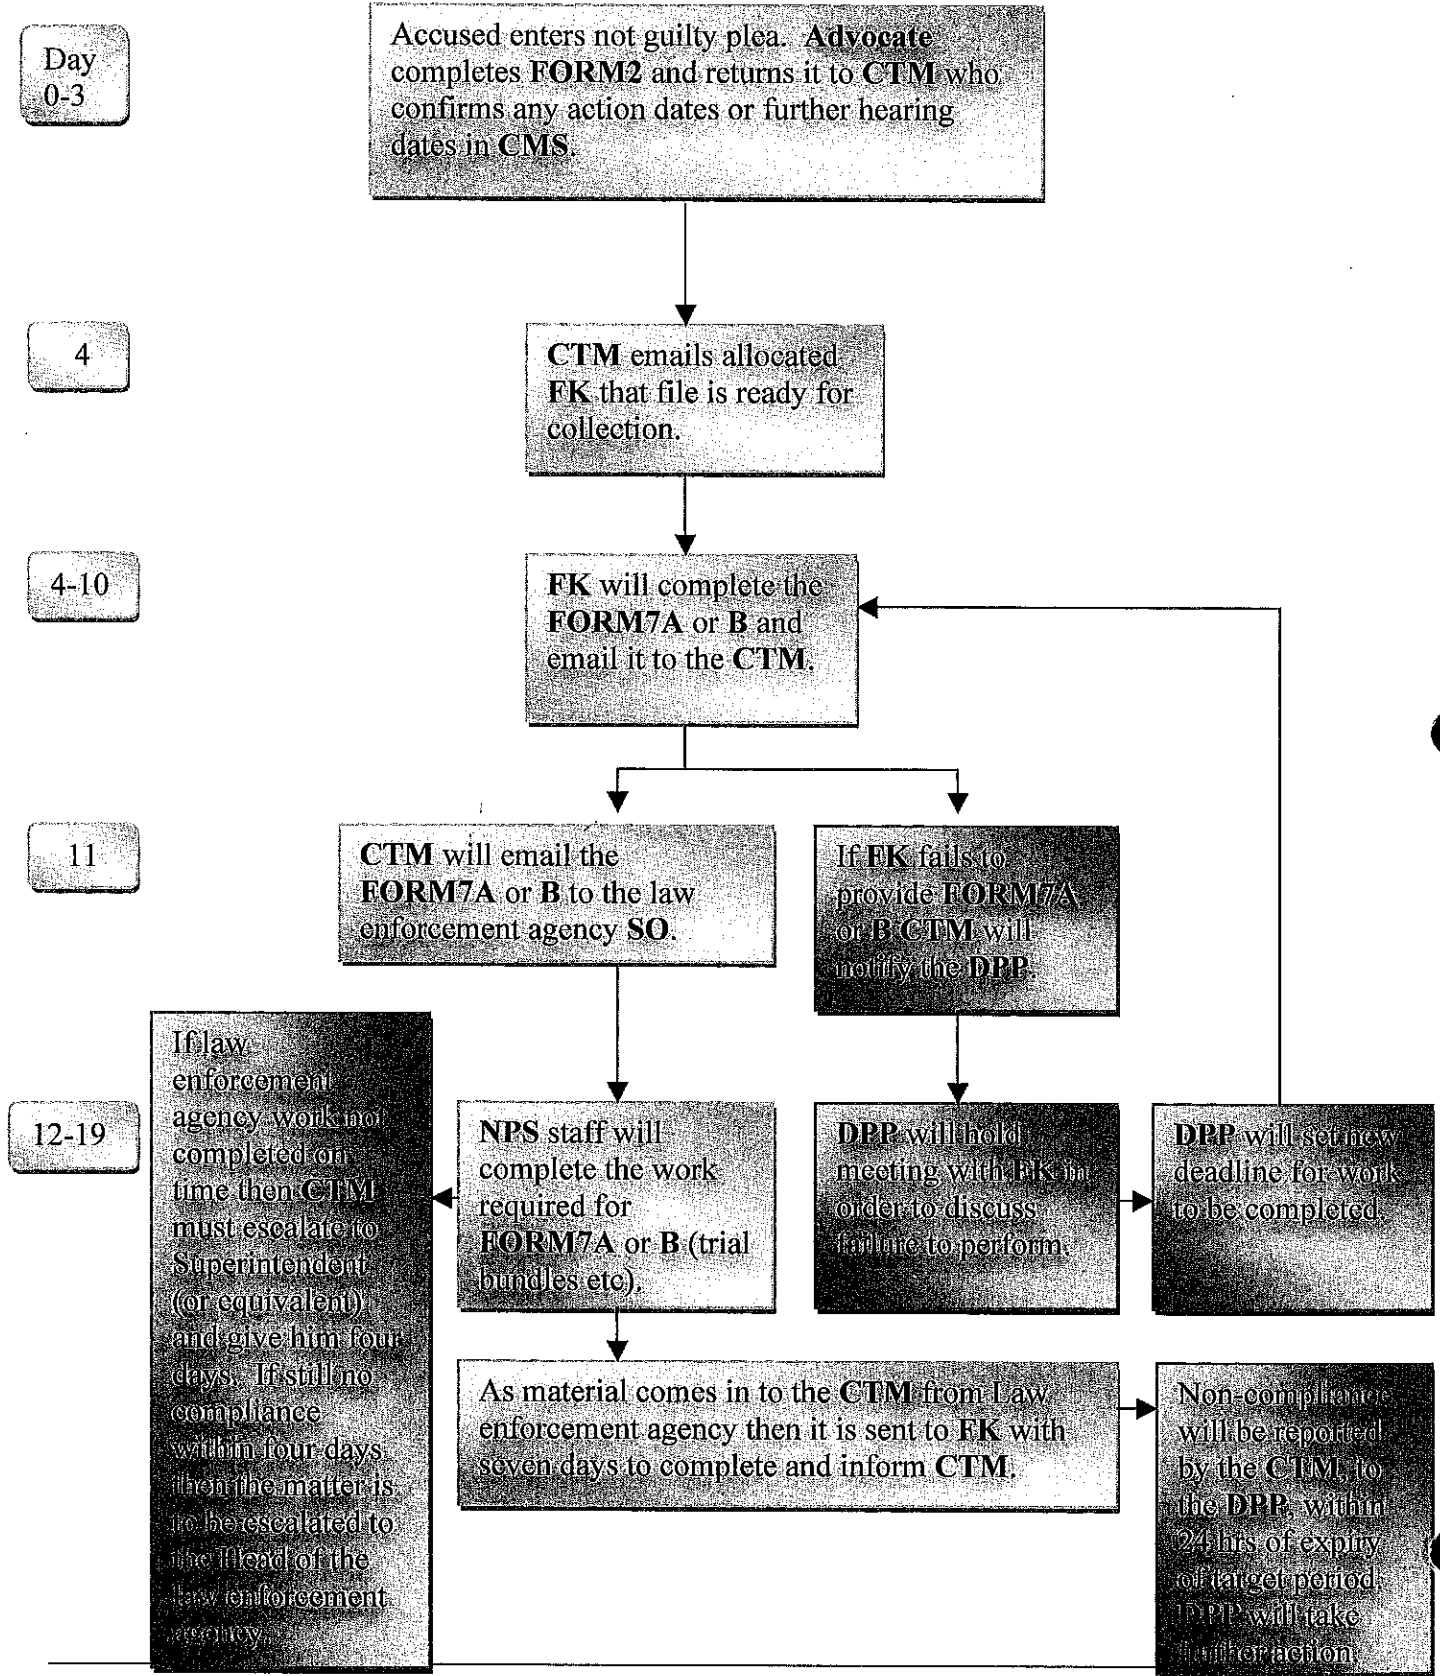 Day
0-3
Accused enters not guilty plea. Advocate
completes FORM2 and returns it to CTM who
confirms any action dates or further hearing
dates in CMS.
4
CTM emails allocated
FK that file is ready for
collection.
4-10
FK will complete the
FORM7A or B and
email it to the CTM.
11
CTM will email the
FORM7A or B to the law
enforcement agency SO.
If FK fails to
provide FORM7A
or B CTM will
notify the DPP.
12-19
If law
enforcement
agency work not
completed on
time then CTM
must escalate to
Superintendent
(or equivalent)
and give him four
days. If still no
compliance
within four days
then the matter is
to be escalated to
the Head of the
law enforcement
agency.
NPS staff will
complete the work
required for
FORM7A or B (trial
bundles etc).
DPP will hold
meeting with FK in
order to discuss
failure to perform.
DPP will set new
deadline for work
to be completed
As material comes in to the CTM from Law
enforcement agency then it is sent to FK with
seven days to complete and inform CTM.
Non-compliance
will be reported
by the CTM, to
the DPP, within
24 hrs of expiry
of target period
DPP will take
further action.